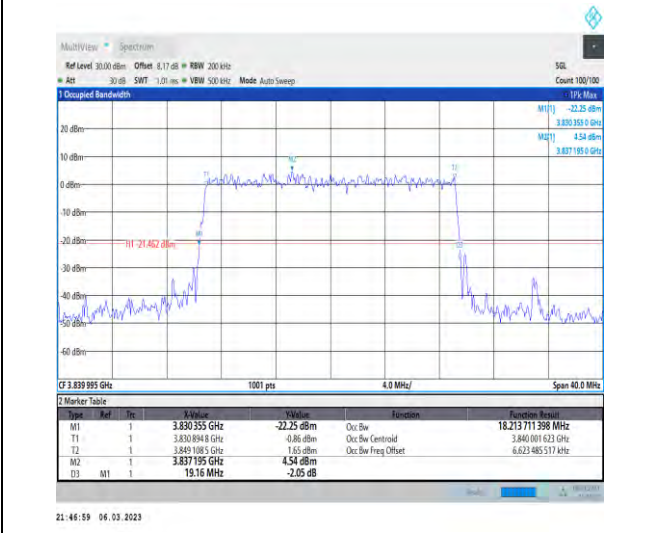 MultiView Spectrum
Ref Level 30.00 dBm Offset 8.17 dB RBW 200 kHz SGL
Att 30 dB SWT 1.01 ms VBW 500 kHz Mode Auto Sweep Count 100/100
1 Occupied Bandwidth 1Pk Max
M1[1] -22.25 dBm
3.830 355 0 GHz
20 dBm
M2[1] 4.54 dBm
3.837 195 0 GHz
10 dBm
M2
T1
T2
0 dBm
-10 dBm
-20 dBm
H1 -21.462 dBm
-30 dBm
-40 dBm
-50 dBm
-60 dBm
CF 3.839 995 GHz 1001 pts 4.0 MHz/ Span 40.0 MHz
2 Marker Table
Type Ref Trc X-Value Y-Value Function Function Result
M1 1 3.830 355 GHz -22.25 dBm Occ Bw 18.213 711 398 MHz
T1 1 3.830 894 8 GHz -0.86 dBm Occ Bw Centroid 3.840 001 623 GHz
T2 1 3.849 108 5 GHz 1.65 dBm Occ Bw Freq Offset 6.623 485 517 kHz
M2 1 3.837 195 GHz 4.54 dBm
D3 M1 1 19.16 MHz -2.05 dB
21:46:59 06.03.2023